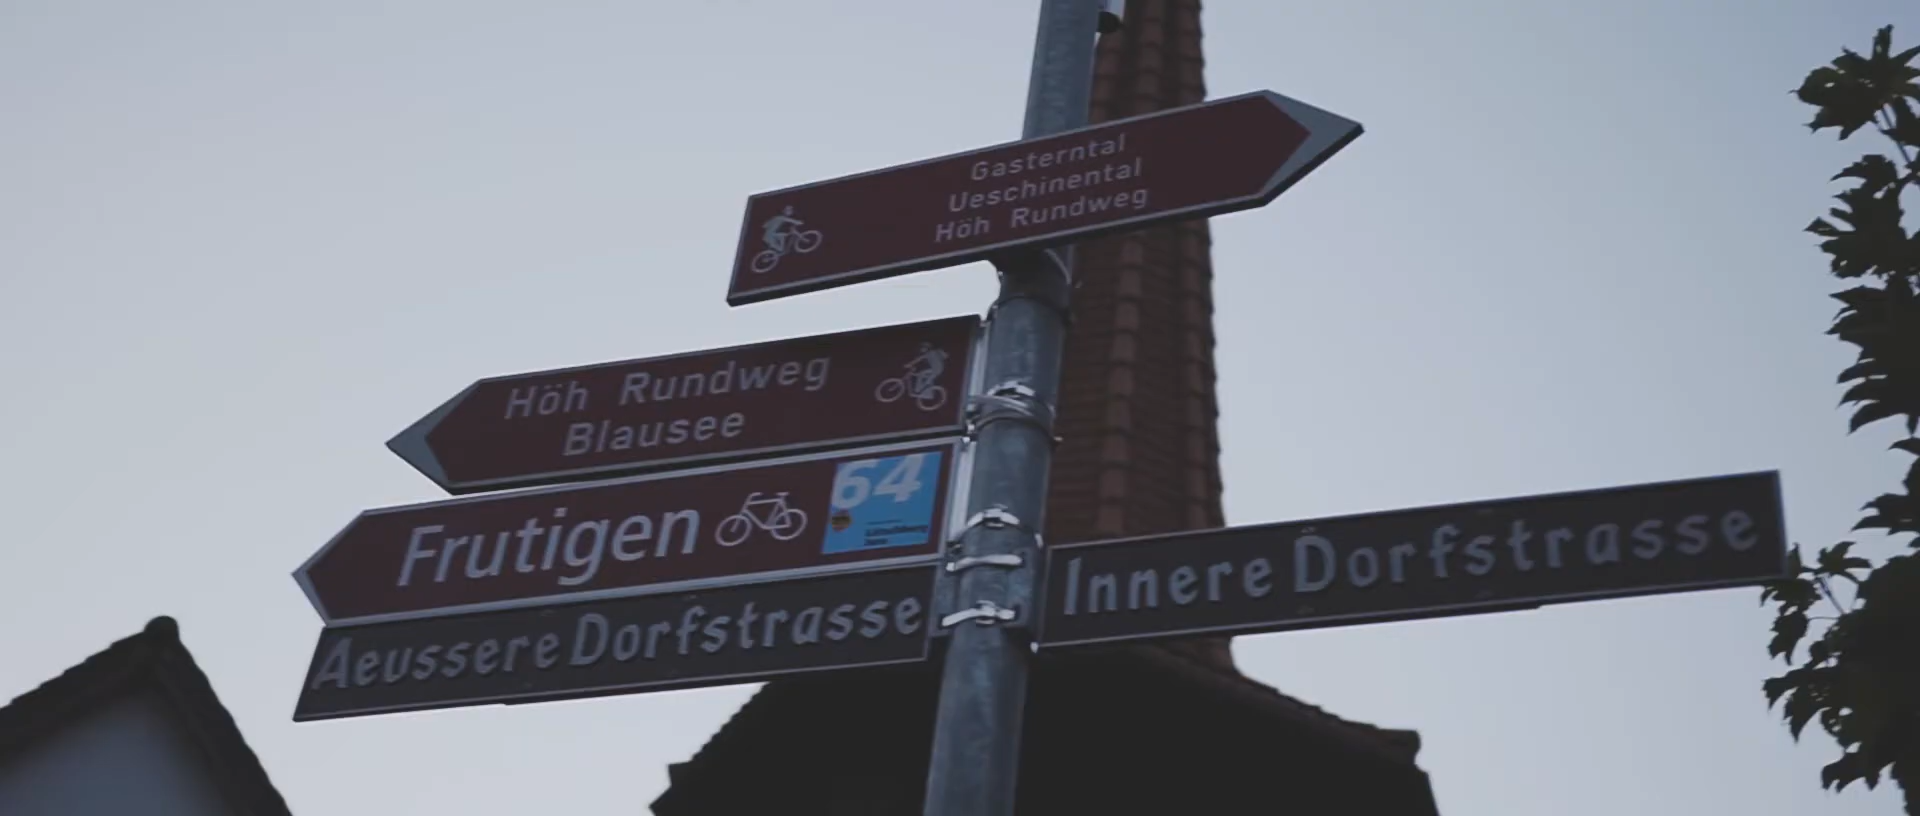 Gasterntal
Ueschinental
Höh Rundweg
Höh Rundweg
Blausee
Frutigen
64
Aeussere Dorfstrasse
Innere Dorfstrasse